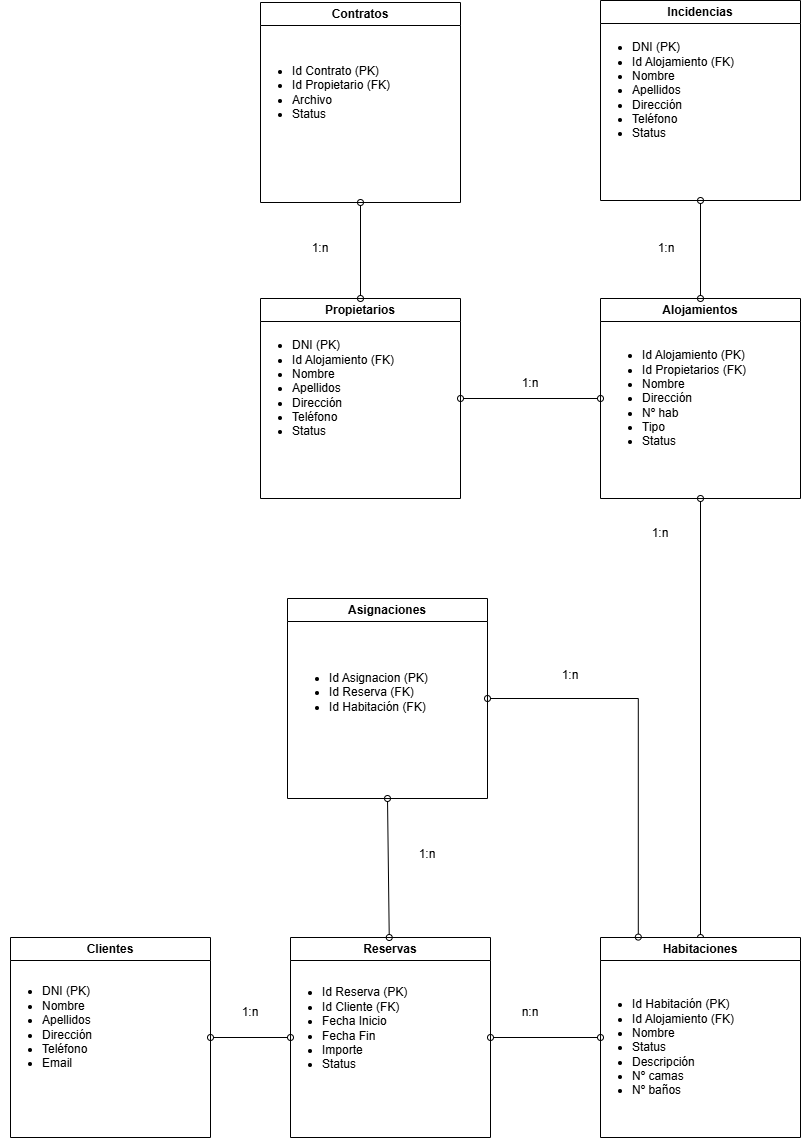 Contratos
Id Contrato (PK)
Id Propietario (FK)
Archivo
Status
Incidencias
DNI (PK)
Id Alojamiento (FK)
Nombre
Apellidos
Dirección
Teléfono
Status
1:n
1:n
Propietarios
DNI (PK)
Id Alojamiento (FK)
Nombre
Apellidos
Dirección
Teléfono
Status
1:n
Alojamientos
Id Alojamiento (PK)
Id Propietarios (FK)
Nombre
Dirección
Nº hab
Tipo
Status
1:n
Asignaciones
Id Asignacion (PK)
Id Reserva (FK)
Id Habitación (FK)
1:n
1:n
Clientes
DNI (PK)
Nombre
Apellidos
Dirección
Teléfono
Email
1:n
Reservas
Id Reserva (PK)
Id Cliente (FK)
Fecha Inicio
Fecha Fin
Importe
Status
n:n
Habitaciones
Id Habitación (PK)
Id Alojamiento (FK)
Nombre
Status
Descripción
Nº camas
Nº baños